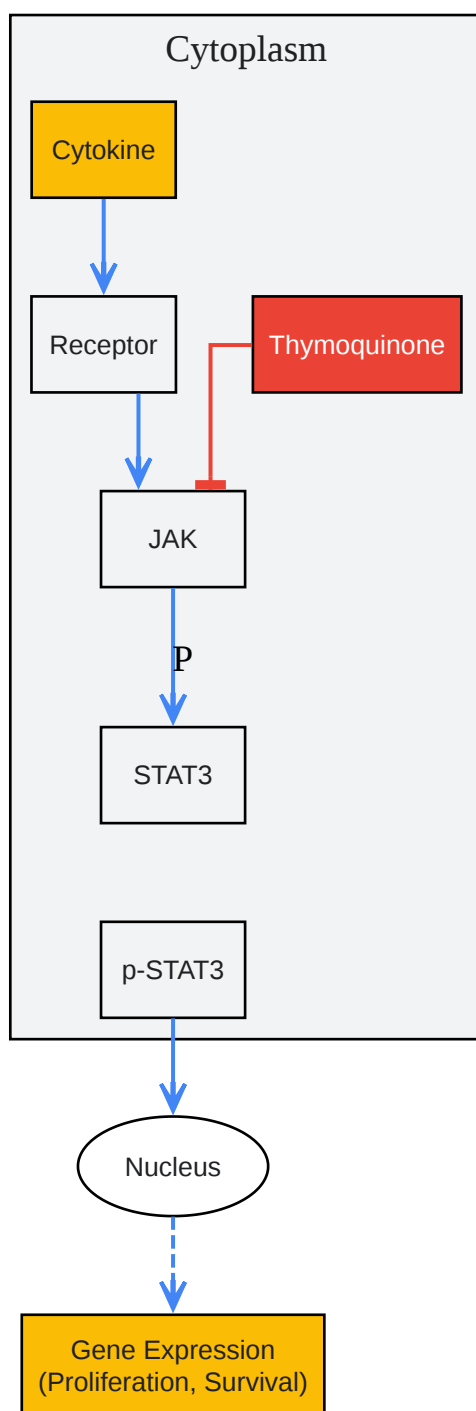 Cytoplasm
Cytokine
Receptor
Thymoquinone
JAK
P
STAT3
p-STAT3
Nucleus
Gene Expression
(Proliferation, Survival)